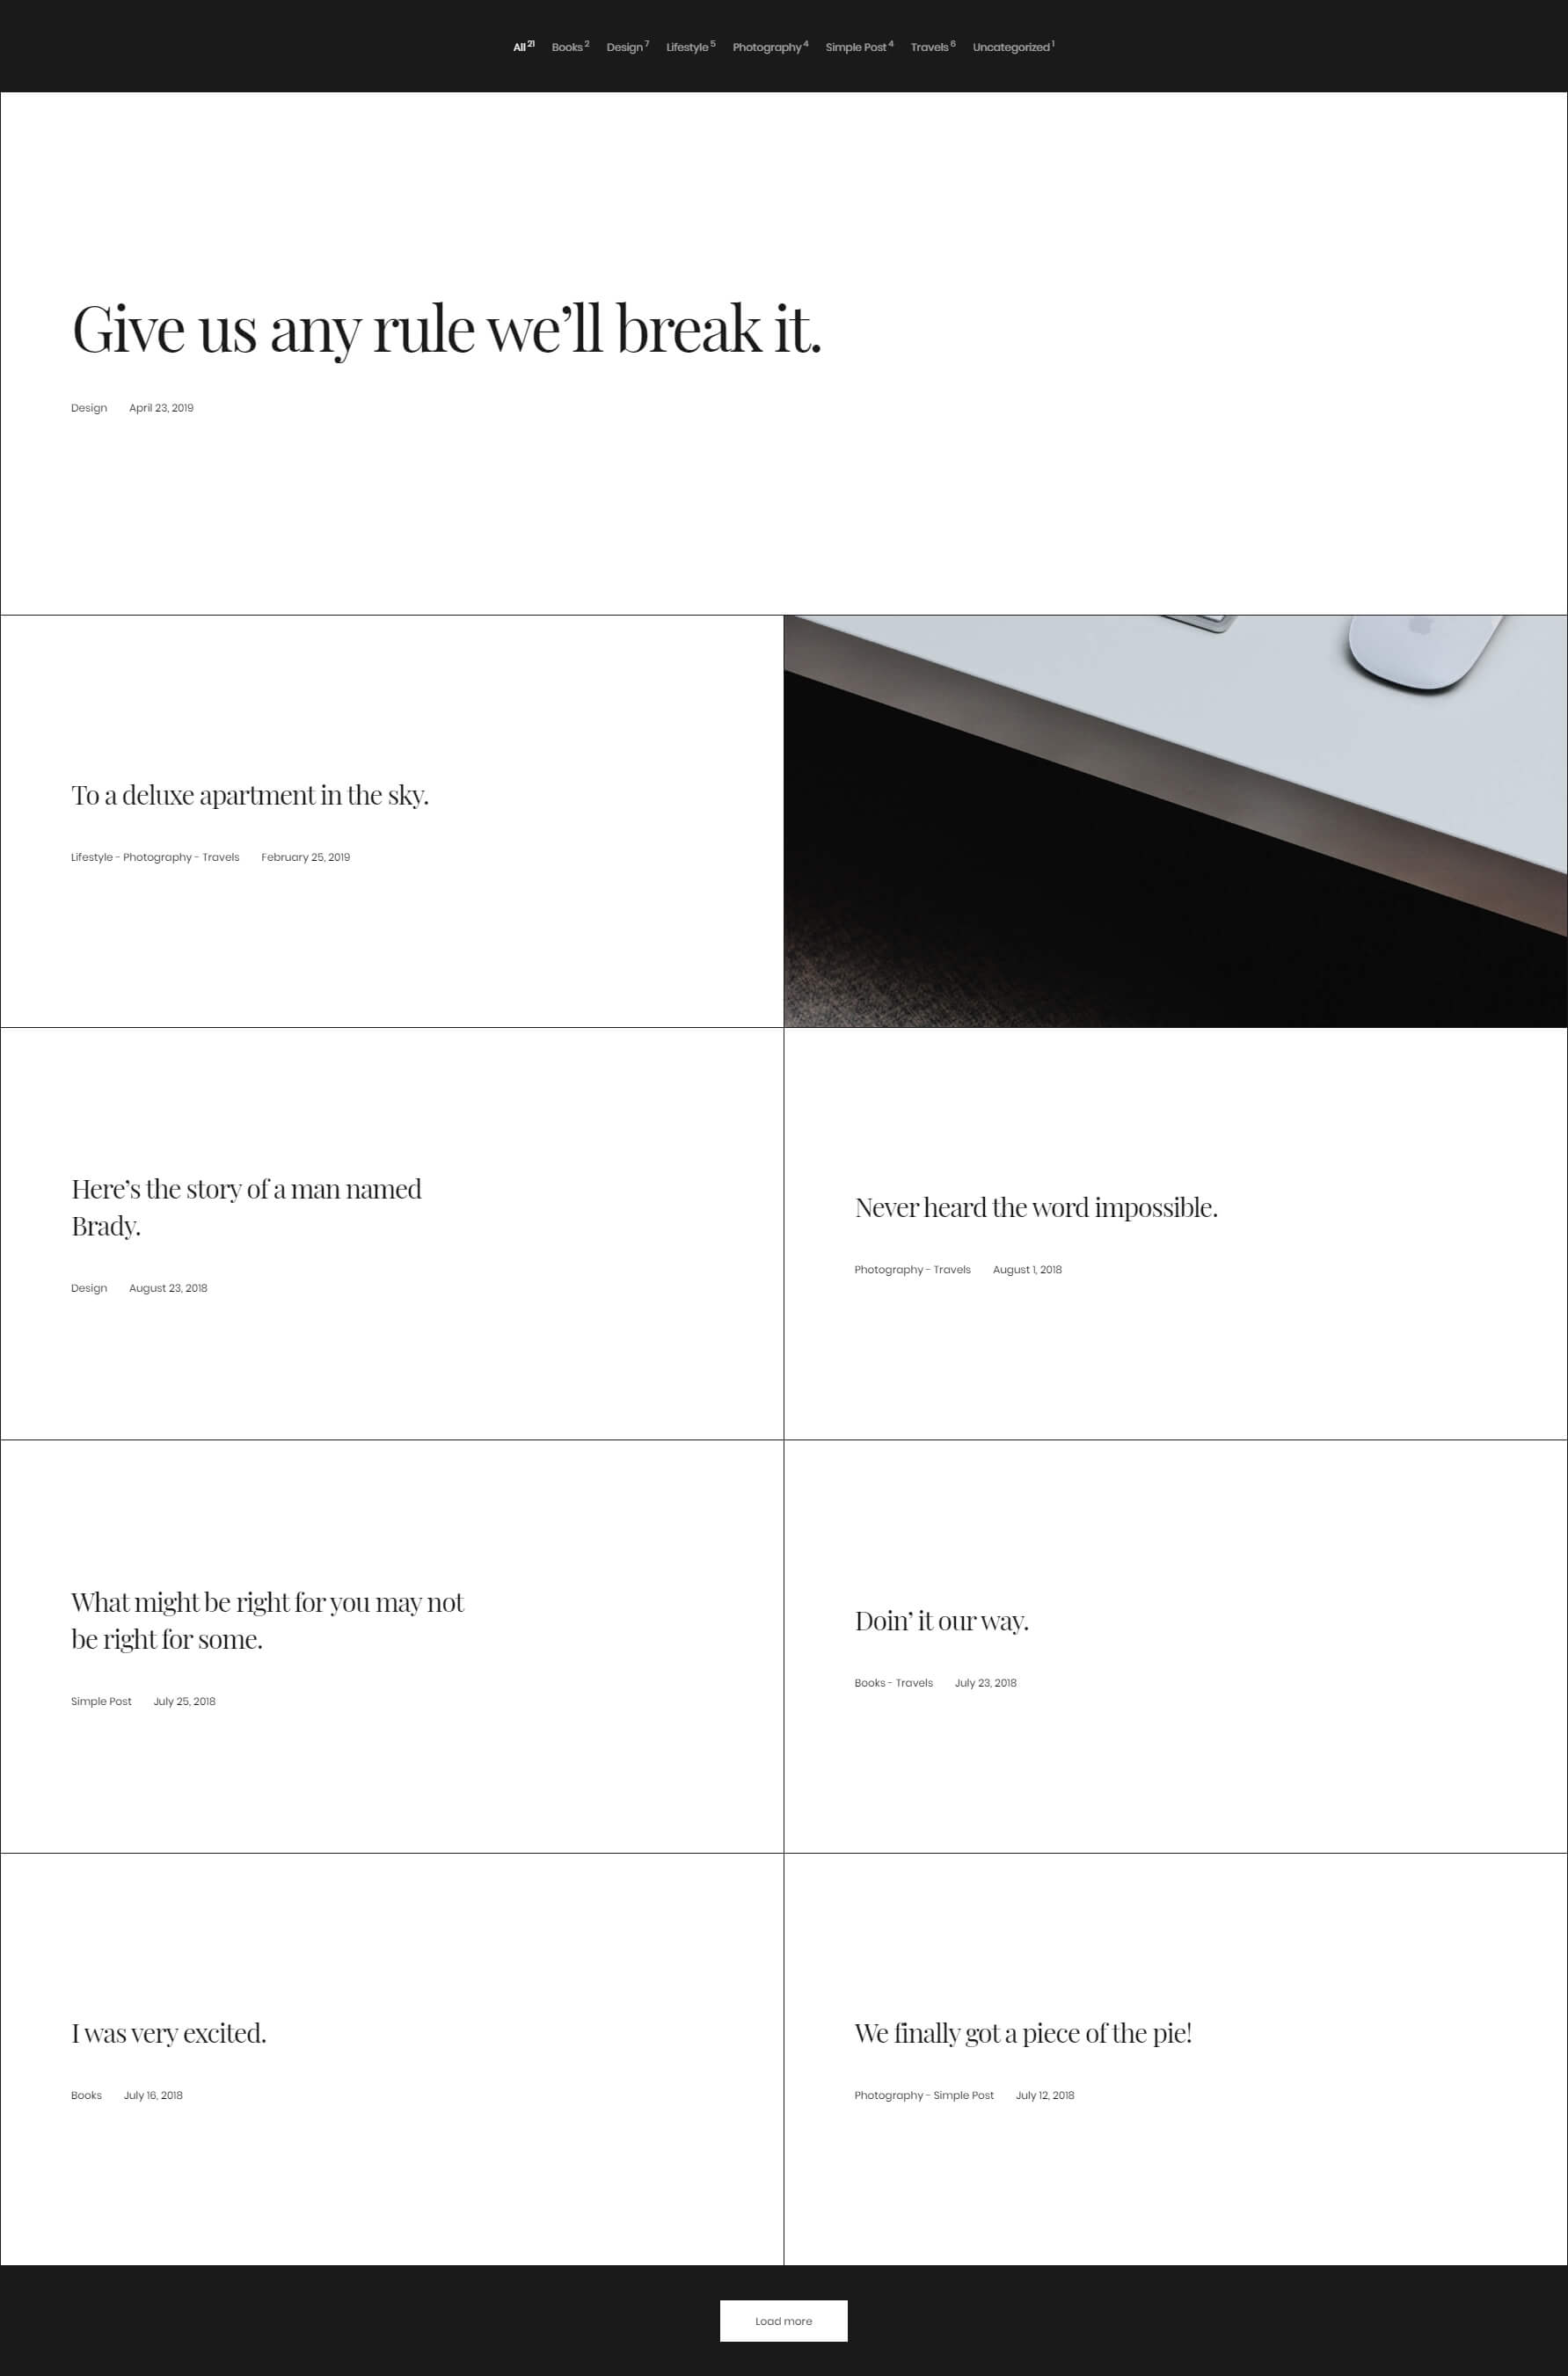 All 21 Books 2 Design 7 Lifestyle 5 Photography 4 Simple Post 4 Travels 6 Uncategorized 1
Give us any rule we’ll break it.
Design April 23, 2019
To a deluxe apartment in the sky.
Lifestyle - Photography - Travels February 25, 2019
Here’s the story of a man named
Brady.
Design August 23, 2018
Never heard the word impossible.
Photography - Travels August 1, 2018
What might be right for you may not
be right for some.
Simple Post July 25, 2018
Doin’ it our way.
Books - Travels July 23, 2018
I was very excited.
Books July 16, 2018
We finally got a piece of the pie!
Photography - Simple Post July 12, 2018
Load more